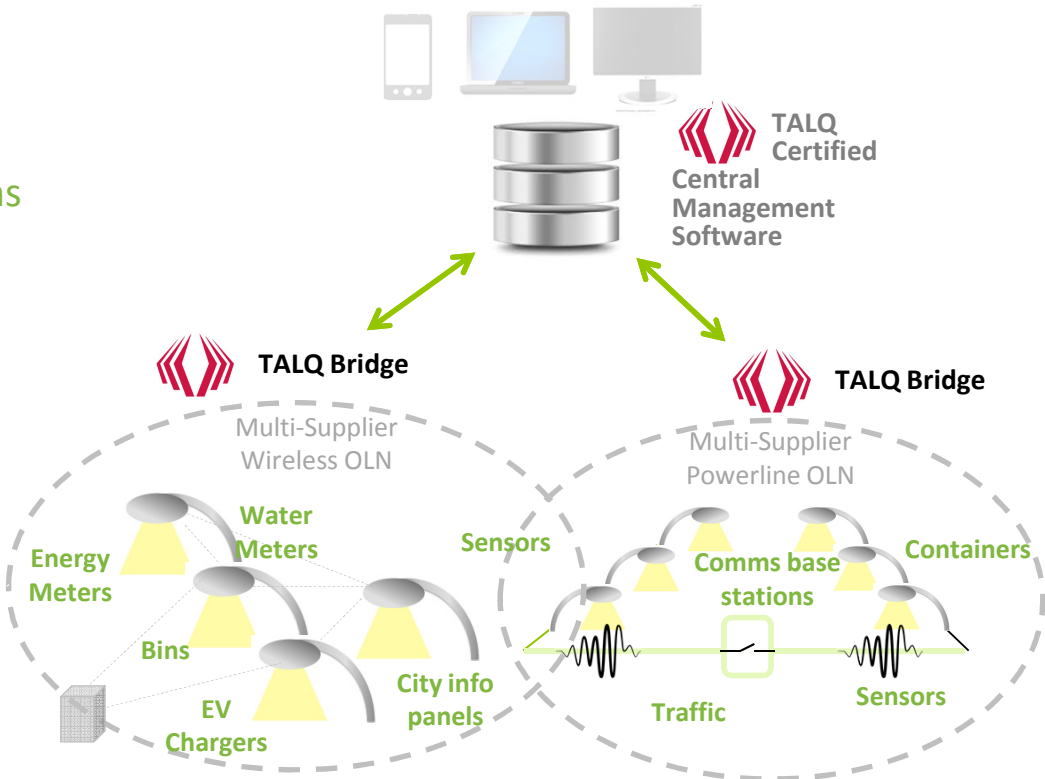 TALQ
Certified
Central
Management
Software
TALQ Bridge
TALQ Bridge
Multi-Supplier
Wireless OLN
Multi-Supplier
Powerline OLN
Water
Meters
Energy
Meters
Bins
EV
Chargers
City info
panels
Sensors
Comms base
stations
Containers
Traffic
Sensors